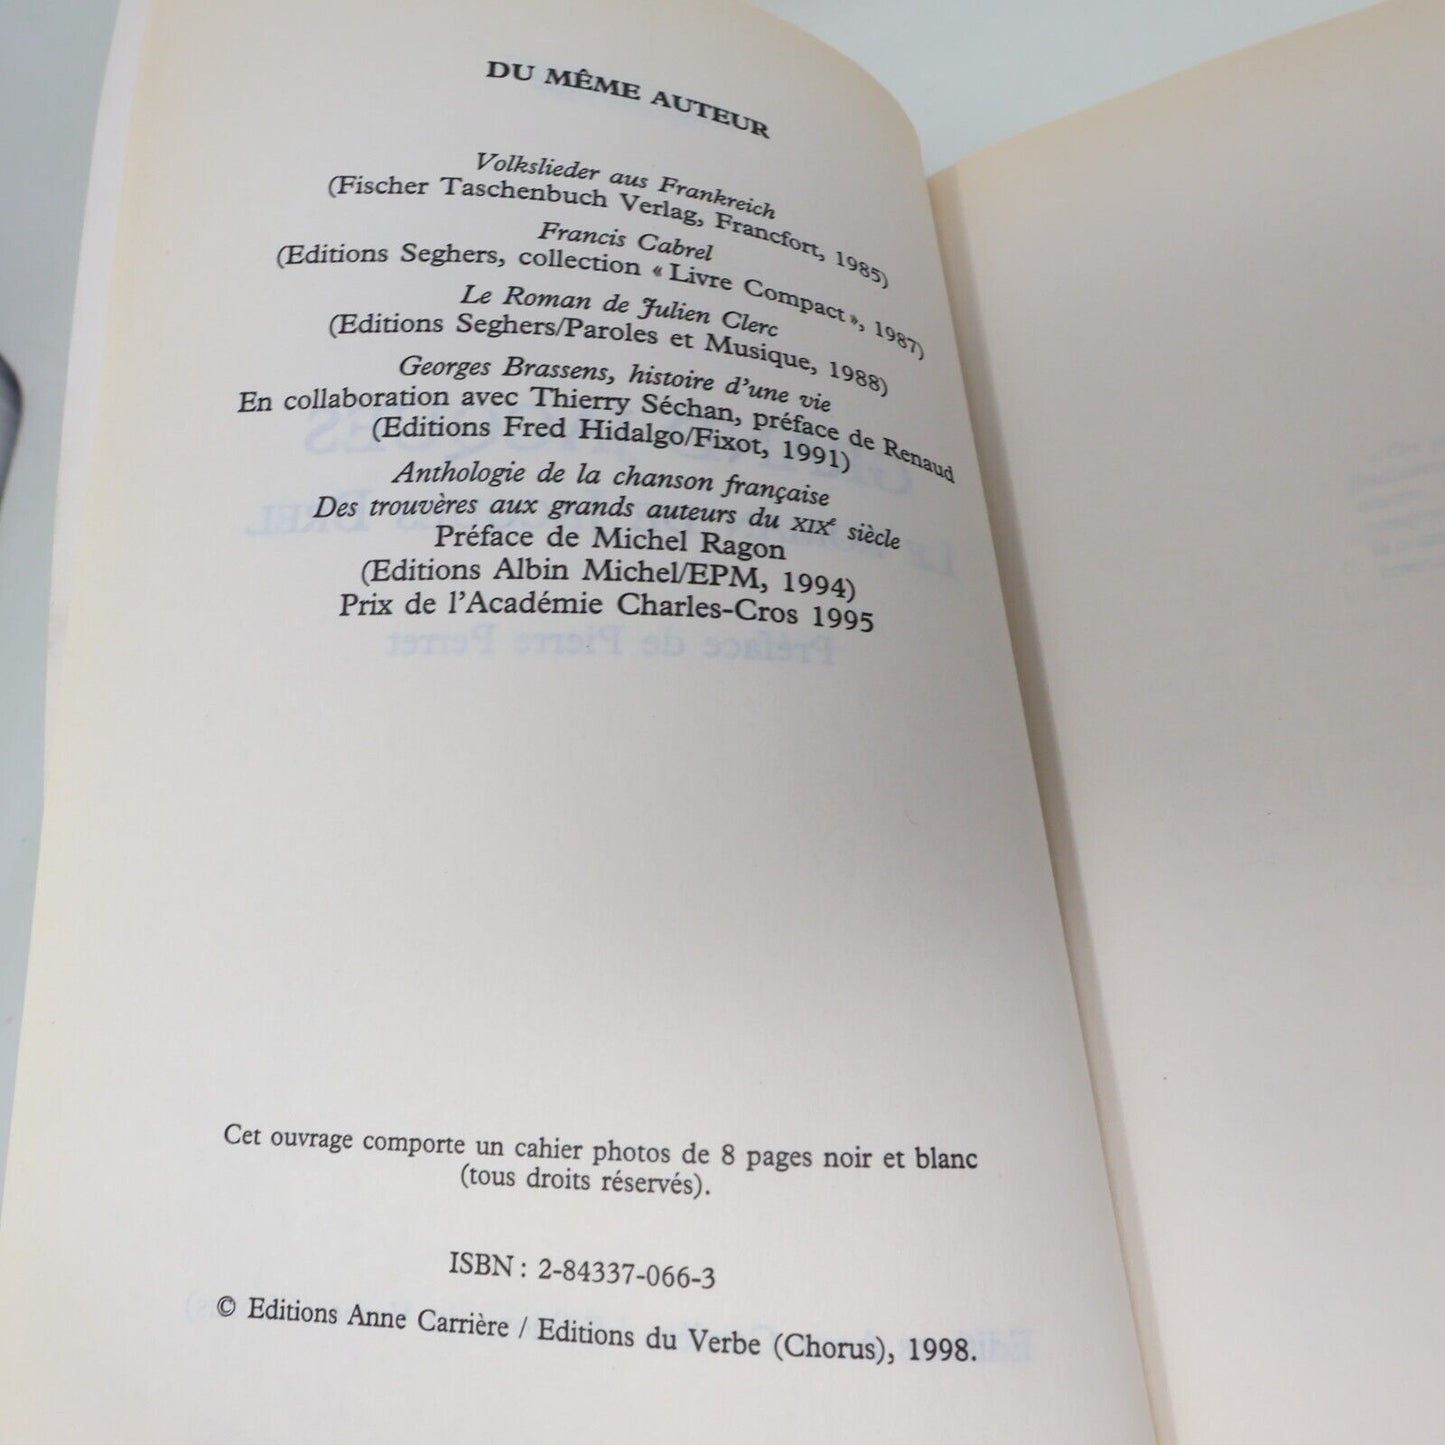 DU MÊME AUTEUR
Volkslieder aus Frankreich
(Fischer Taschenbuch Verlag, Francfort, 1985)
Francis Cabrel
(Editions Seghers, collection « Livre Compact », 1987)
Le Roman de Julien Clerc
(Editions Seghers/Paroles et Musique, 1988)
Georges Brassens, histoire d'une vie
En collaboration avec Thierry Séchan, préface de Renaud
(Editions Fred Hidalgo/Fixot, 1991)
Anthologie de la chanson française
Des trouvères aux grands auteurs du XIXe siècle
Préface de Michel Ragon
(Editions Albin Michel/EPM, 1994)
Prix de l'Académie Charles-Cros 1995
Préface de Pierre Perret
Cet ouvrage comporte un cahier photos de 8 pages noir et blanc
(tous droits réservés).
ISBN : 2-84337-066-3
© Editions Anne Carrière / Editions du Verbe (Chorus), 1998.